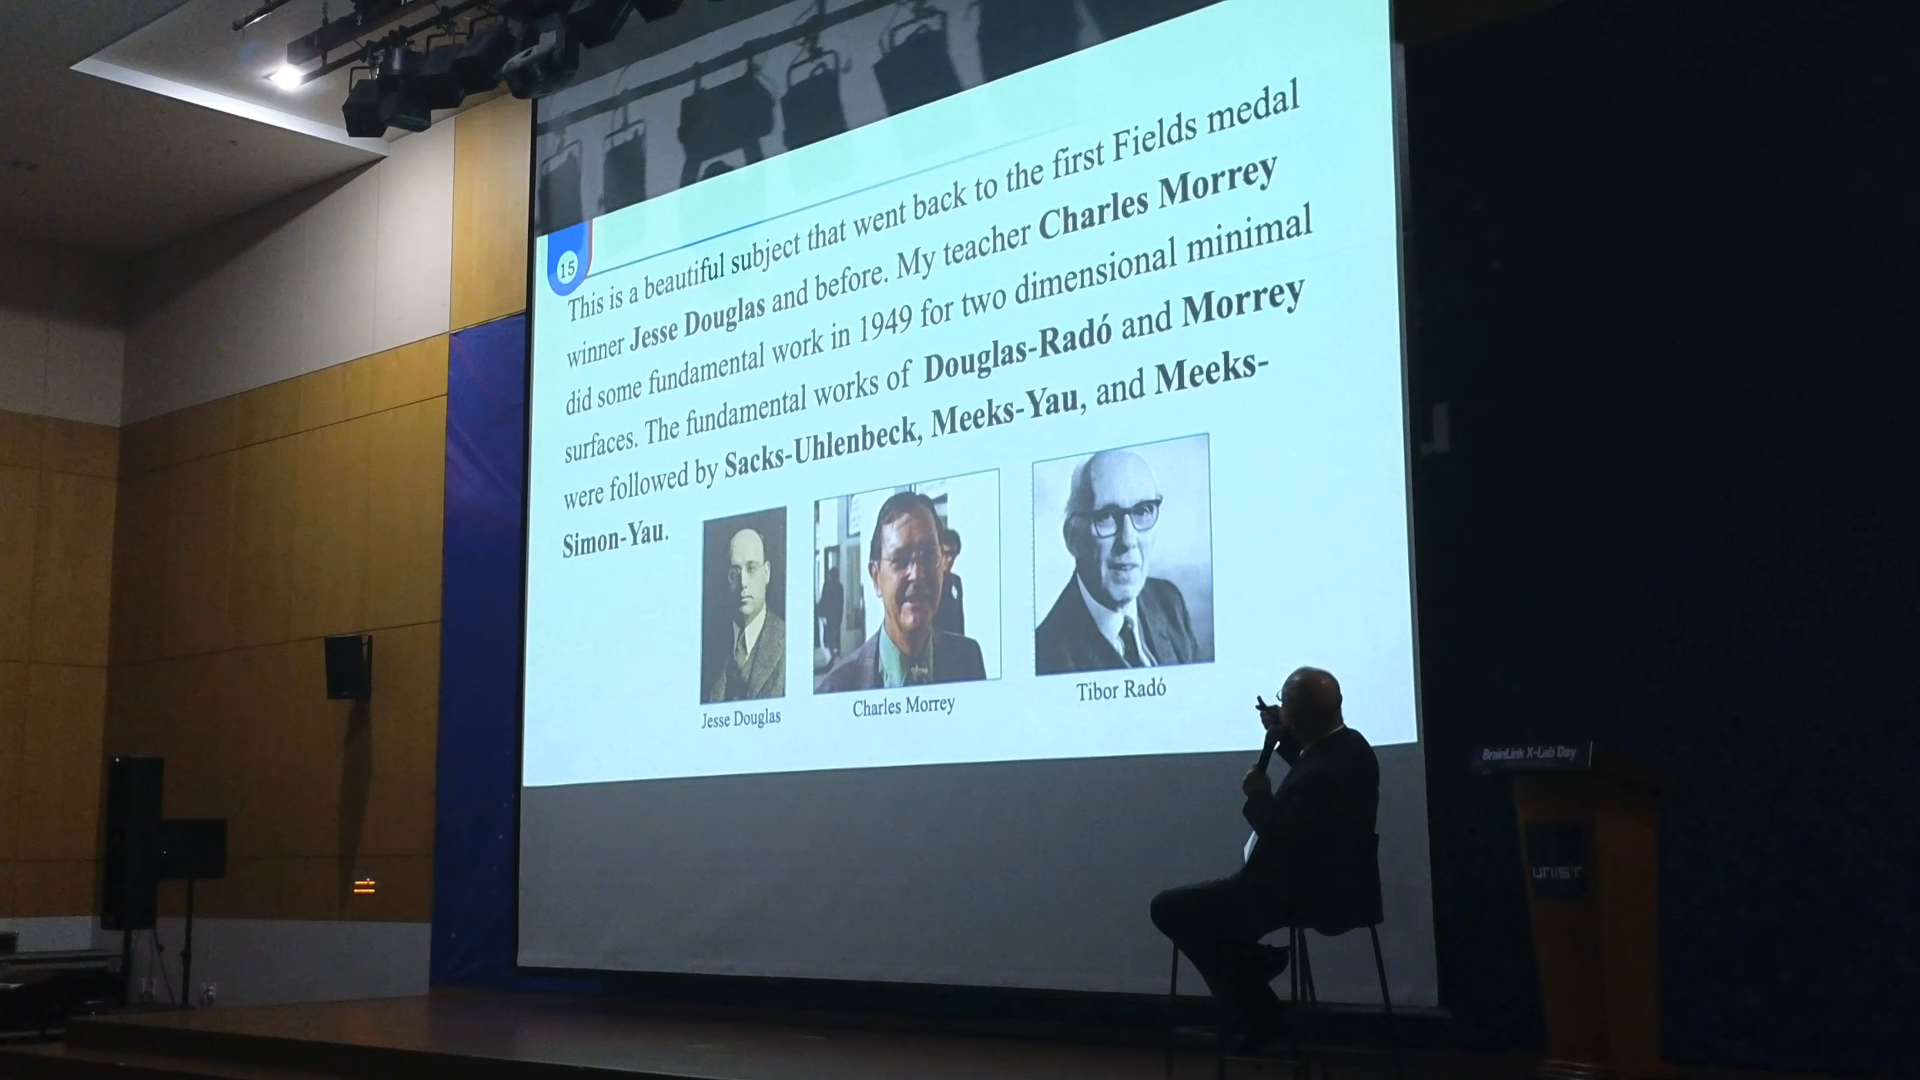 15
This is a beautiful subject that went back to the first Fields medal
winner Jesse Douglas and before. My teacher Charles Morrey
did some fundamental work in 1949 for two dimensional minimal
surfaces. The fundamental works of Douglas-Radó and Morrey
were followed by Sacks-Uhlenbeck, Meeks-Yau, and Meeks-
Simon-Yau.
Jesse Douglas
Charles Morrey
Tibor Radó
BrainLink X-Lab Day
UNIST